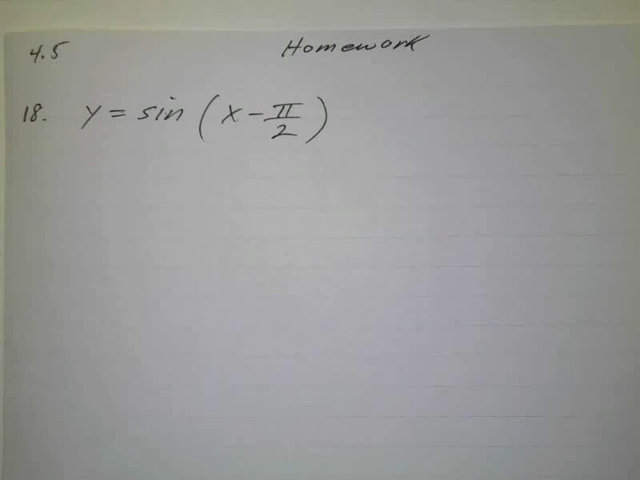 4.5 Homework
18. y = sin (x - π/2)